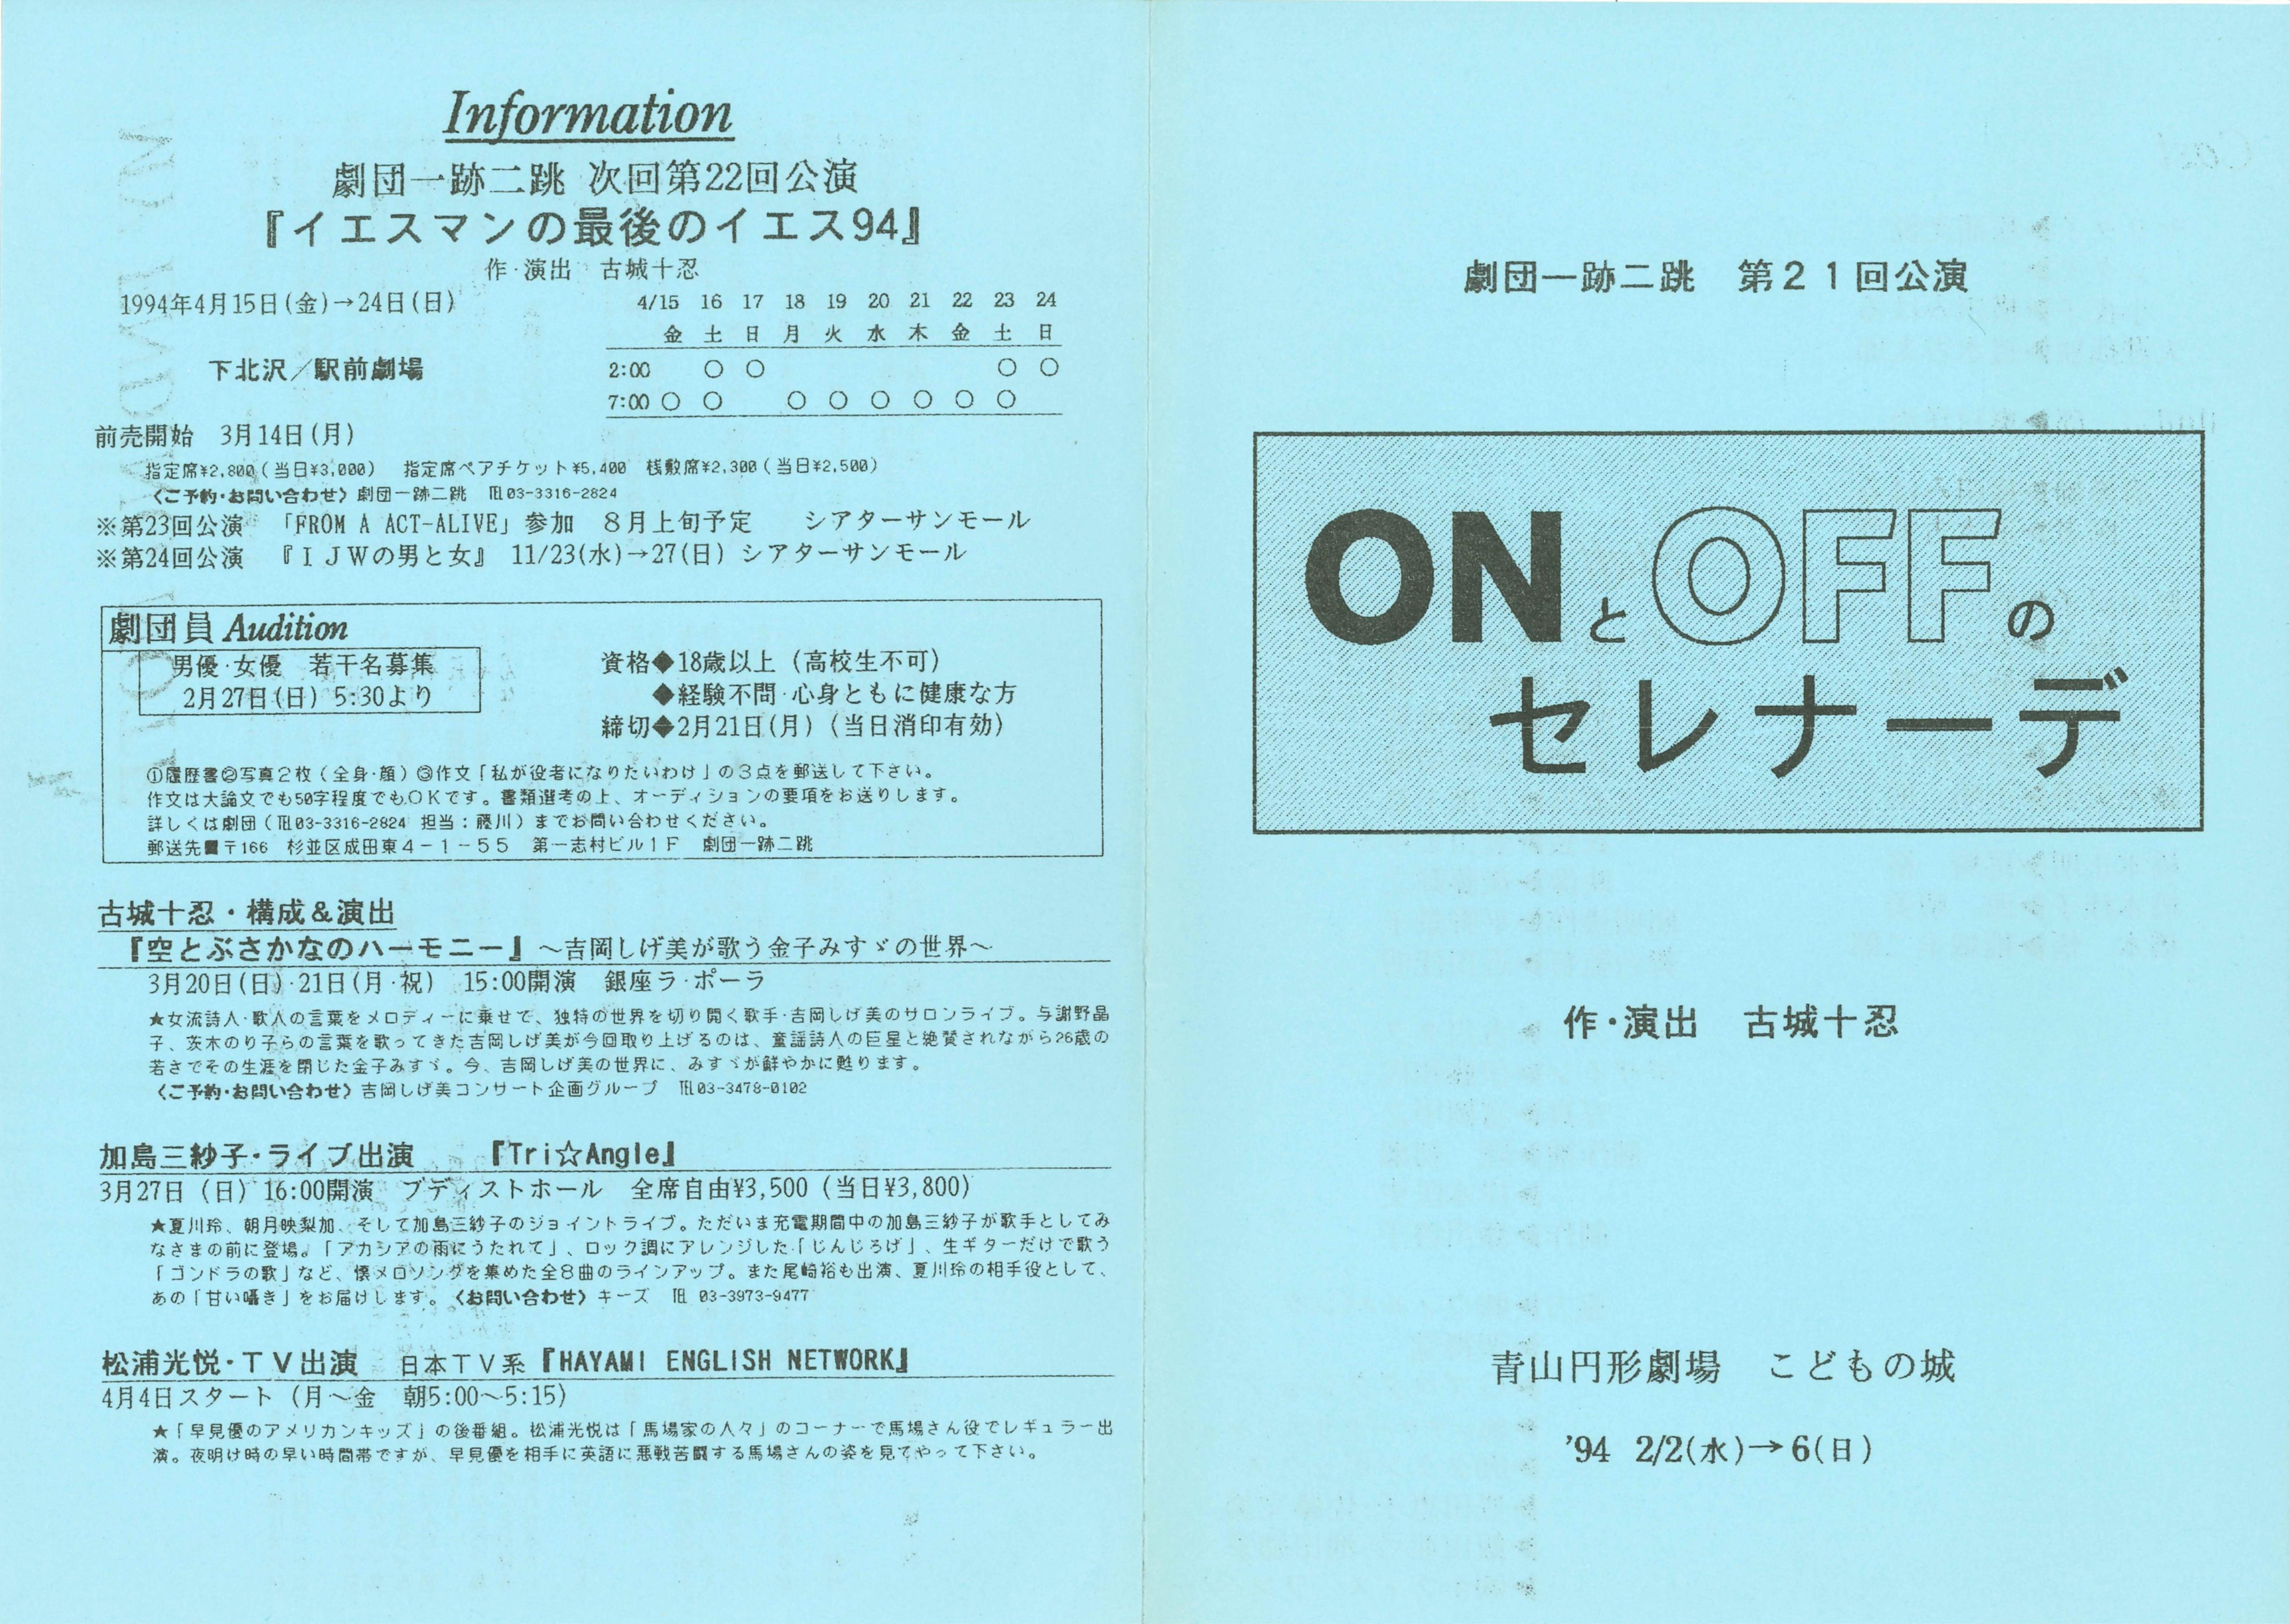 Information
劇団一跡二跳 次回第22回公演
『イエスマンの最後のイエス94』
作・演出 古城十忍
1994年4月15日(金)→24日(日)
4/15 16 17 18 19 20 21 22 23 24
金 土 日 月 火 水 木 金 土 日
下北沢／駅前劇場
2:00 ○ ○ ○ ○
7:00 ○ ○ ○ ○ ○ ○ ○ ○
前売開始 3月14日(月)
指定席¥2,800(当日¥3,000) 指定席ペアチケット¥5,400 桟敷席¥2,300(当日¥2,500)
〈ご予約・お問い合わせ〉劇団一跡二跳 ℡03-3316-2824
※第23回公演 「FROM A ACT-ALIVE」参加 8月上旬予定 シアターサンモール
※第24回公演 『ＩＪＷの男と女』 11/23(水)→27(日) シアターサンモール
劇団員 Audition
男優・女優 若干名募集
2月27日(日) 5:30より
資格◆18歳以上 (高校生不可)
◆経験不問・心身ともに健康な方
締切◆2月21日(月) (当日消印有効)
①履歴書②写真２枚(全身・顔)③作文「私が役者になりたいわけ」の３点を郵送して下さい。
作文は大論文でも50字程度でもＯＫです。書類選考の上、オーディションの要項をお送りします。
詳しくは劇団(℡03-3316-2824 担当：藤川)までお問い合わせください。
郵送先■〒166 杉並区成田東４－１－５５ 第一志村ビル１Ｆ 劇団一跡二跳
古城十忍・構成＆演出
『空とぶさかなのハーモニー』～吉岡しげ美が歌う金子みすゞの世界～
3月20日(日)・21日(月・祝) 15:00開演 銀座ラ・ポーラ
★女流詩人・歌人の言葉をメロディーに乗せて、独特の世界を切り開く歌手・吉岡しげ美のサロンライブ。与謝野晶
子、茨木のり子らの言葉を歌ってきた吉岡しげ美が今回取り上げるのは、童謡詩人の巨星と絶賛されながら26歳の
若さでその生涯を閉じた金子みすゞ。今、吉岡しげ美の世界に、みすゞが鮮やかに甦ります。
〈ご予約・お問い合わせ〉吉岡しげ美コンサート企画グループ ℡03-3478-0102
加島三紗子・ライブ出演 『Tri☆Angle』
3月27日 (日) 16:00開演 ブディストホール 全席自由¥3,500 (当日¥3,800)
★夏川玲、朝月映梨加、そして加島三紗子のジョイントライブ。ただいま充電期間中の加島三紗子が歌手としてみ
なさまの前に登場。「アカシアの雨にうたれて」、ロック調にアレンジした「じんじろげ」、生ギターだけで歌う
「ゴンドラの歌」など、懐メロソングを集めた全８曲のラインアップ。また尾崎裕も出演、夏川玲の相手役として、
あの「甘い囁き」をお届けします。〈お問い合わせ〉キーズ ℡ 03-3973-9477
松浦光悦・ＴＶ出演 日本ＴＶ系『HAYAMI ENGLISH NETWORK』
4月4日スタート (月～金 朝5:00～5:15)
★「早見優のアメリカンキッズ」の後番組。松浦光悦は「馬場家の人々」のコーナーで馬場さん役でレギュラー出
演。夜明け時の早い時間帯ですが、早見優を相手に英語に悪戦苦闘する馬場さんの姿を見てやって下さい。
劇団一跡二跳 第２１回公演
ONとOFFの
セレナーデ
作・演出 古城十忍
青山円形劇場 こどもの城
'94 2/2(水)→6(日)